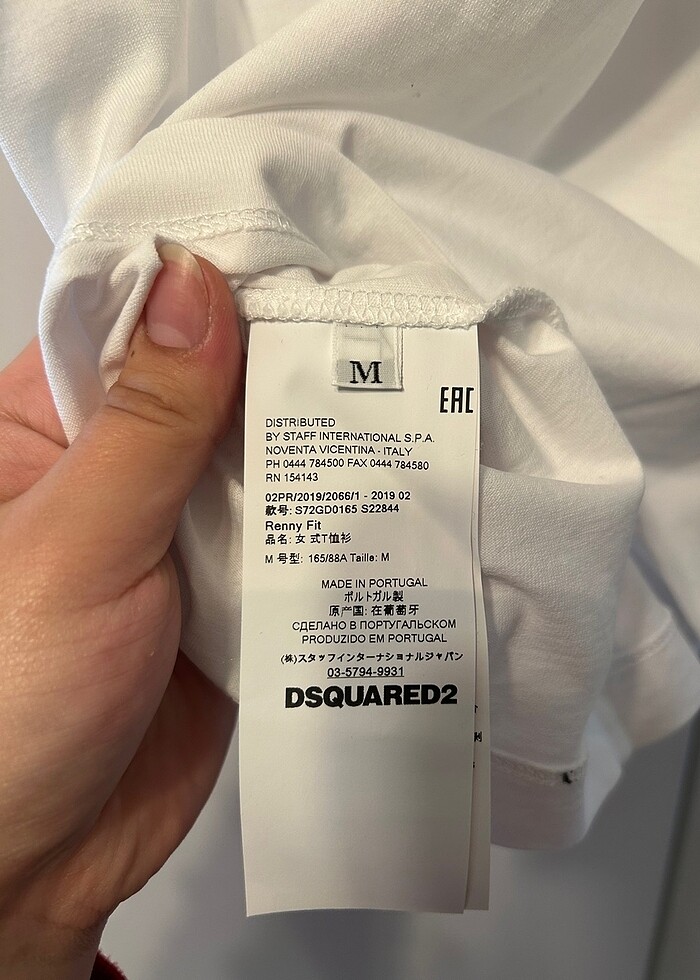 M
EAC
DISTRIBUTED
BY STAFF INTERNATIONAL S.P.A.
NOVENTA VICENTINA - ITALY
PH 0444 784500 FAX 0444 784580
RN 154143
02PR/2019/2066/1 - 2019 02
款号: S72GD0165 S22844
Renny Fit
品名: 女 式T恤衫
M 号型: 165/88A Taille: M
MADE IN PORTUGAL
ポルトガル製
原产国: 在葡萄牙
СДЕЛАНО В ПОРТУГАЛЬСКОМ
PRODUZIDO EM PORTUGAL
(株)スタッフインターナショナルジャパン
03-5794-9931
DSQUARED2